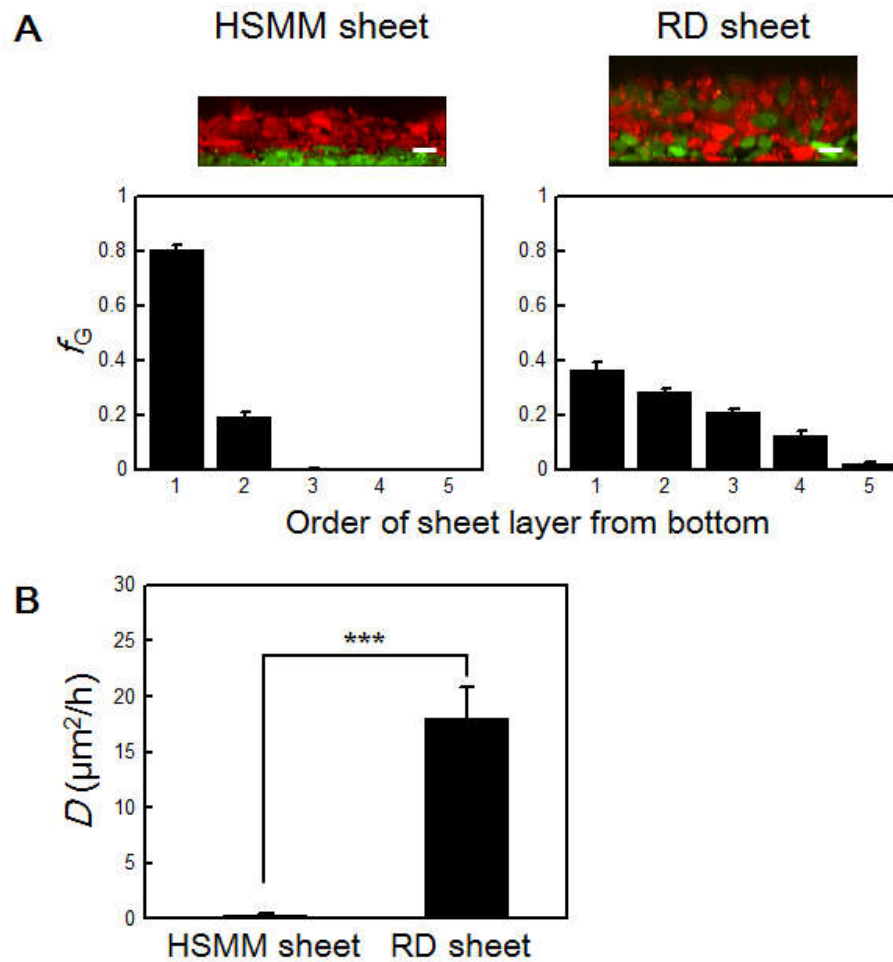 A
HSMM sheet
RD sheet
1
0.8
0.6
0.4
0.2
0
f_G
1 2 3 4 5
1
0.8
0.6
0.4
0.2
0
1 2 3 4 5
Order of sheet layer from bottom
B
30
25
20
15
10
5
0
D (μm²/h)
***
HSMM sheet
RD sheet